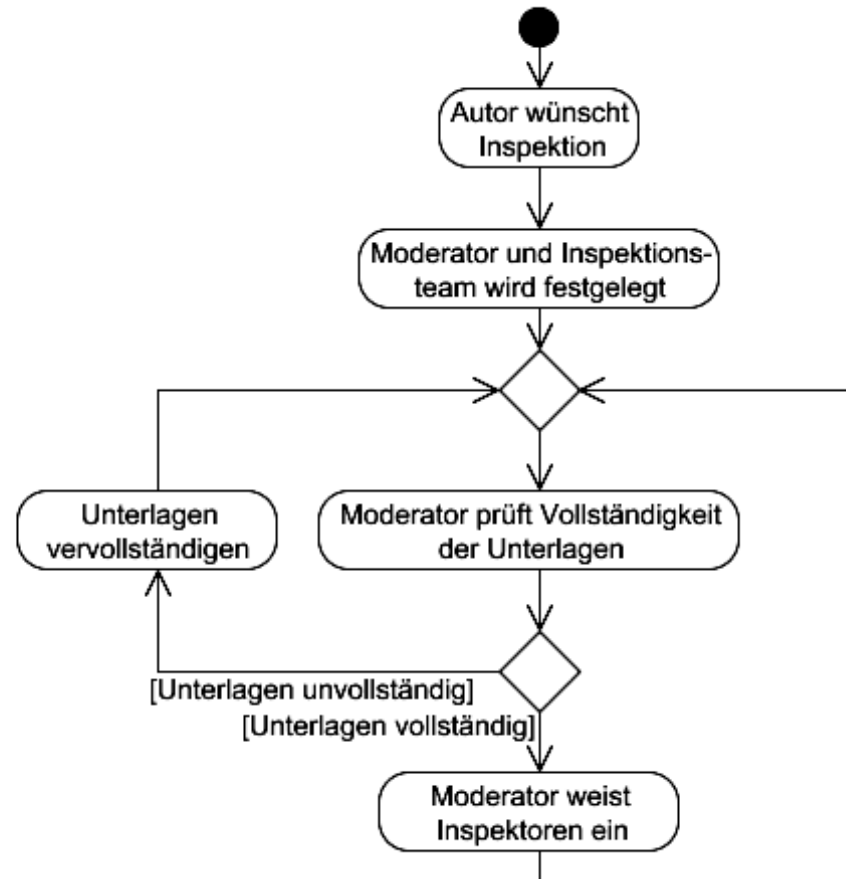 Autor wünscht
Inspektion
Moderator und Inspektions-
team wird festgelegt
Unterlagen
vervollständigen
Moderator prüft Vollständigkeit
der Unterlagen
[Unterlagen unvollständig]
[Unterlagen vollständig]
Moderator weist
Inspektoren ein